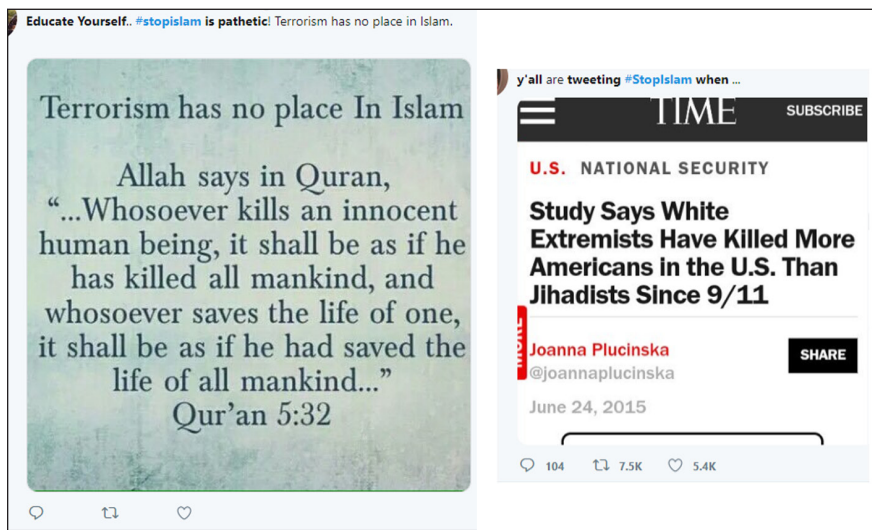 Educate Yourself.. #stopislam is pathetic! Terrorism has no place in Islam.
Terrorism has no place In Islam
Allah says in Quran,
“...Whosoever kills an innocent
human being, it shall be as if he
has killed all mankind, and
whosoever saves the life of one,
it shall be as if he had saved the
life of all mankind...”
Qur’an 5:32
y'all are tweeting #StopIslam when ...
TIME
SUBSCRIBE
U.S. NATIONAL SECURITY
Study Says White
Extremists Have Killed More
Americans in the U.S. Than
Jihadists Since 9/11
MORE
Joanna Plucinska
SHARE
@joannaplucinska
June 24, 2015
104 7.5K 5.4K